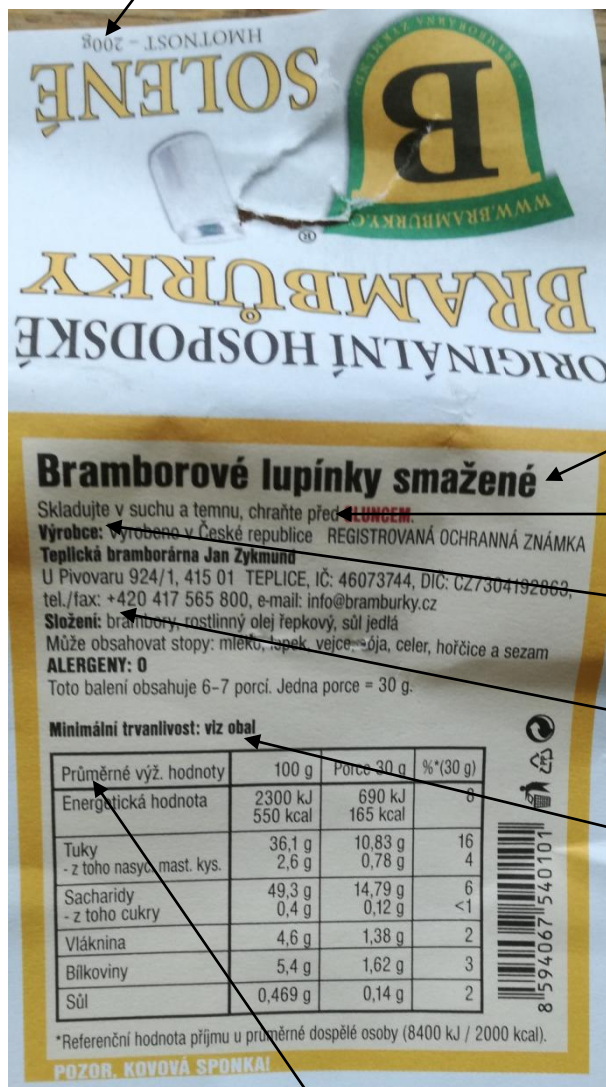 HMOTNOST – 200g
SOLENÉ
BRAMBORÁRNA ZYKMUND
B
WWW.BRAMBURKY.C
®
BRAMBŮRKY
ORIGINÁLNÍ HOSPODSKÉ
Bramborové lupínky smažené
Skladujte v suchu a temnu, chraňte před SLUNCEM.
Výrobce: Vyrobeno v České republice REGISTROVANÁ OCHRANNÁ ZNÁMKA
Teplická bramborárna Jan Zykmund
U Pivovaru 924/1, 415 01 TEPLICE, IČ: 46073744, DIČ: CZ7304192863,
tel./fax: +420 417 565 800, e-mail: info@bramburky.cz
Složení: brambory, rostlinný olej řepkový, sůl jedlá
Může obsahovat stopy: mléko, lepek, vejce, sója, celer, hořčice a sezam
ALERGENY: 0
Toto balení obsahuje 6–7 porcí. Jedna porce = 30 g.
Minimální trvanlivost: viz obal
Průměrné výž. hodnoty 100 g Porce 30 g %*(30 g)
Energetická hodnota 2300 kJ 690 kJ 8
550 kcal 165 kcal
Tuky 36,1 g 10,83 g 16
- z toho nasyc. mast. kys. 2,6 g 0,78 g 4
Sacharidy 49,3 g 14,79 g 6
- z toho cukry 0,4 g 0,12 g <1
Vláknina 4,6 g 1,38 g 2
Bílkoviny 5,4 g 1,62 g 3
Sůl 0,469 g 0,14 g 2
*Referenční hodnota příjmu u průměrné dospělé osoby (8400 kJ / 2000 kcal).
POZOR, KOVOVÁ SPONKA!
8 594067 540101